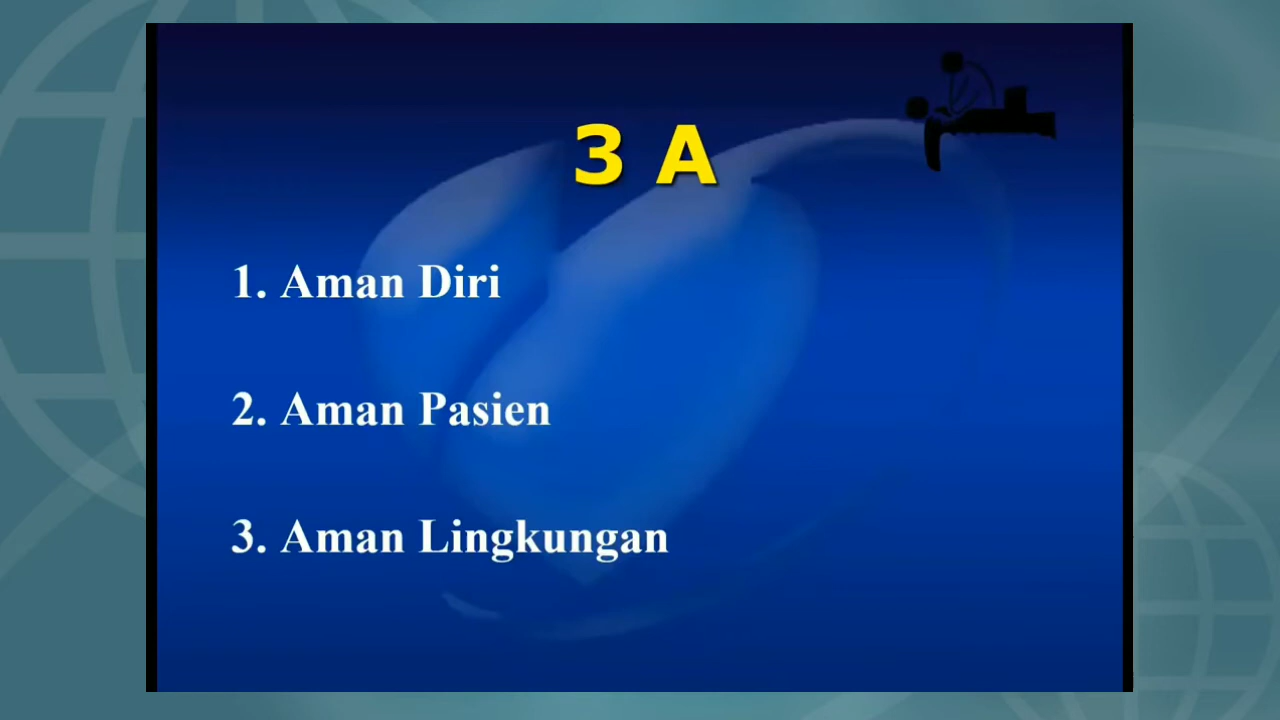 3 A
1. Aman Diri
2. Aman Pasien
3. Aman Lingkungan